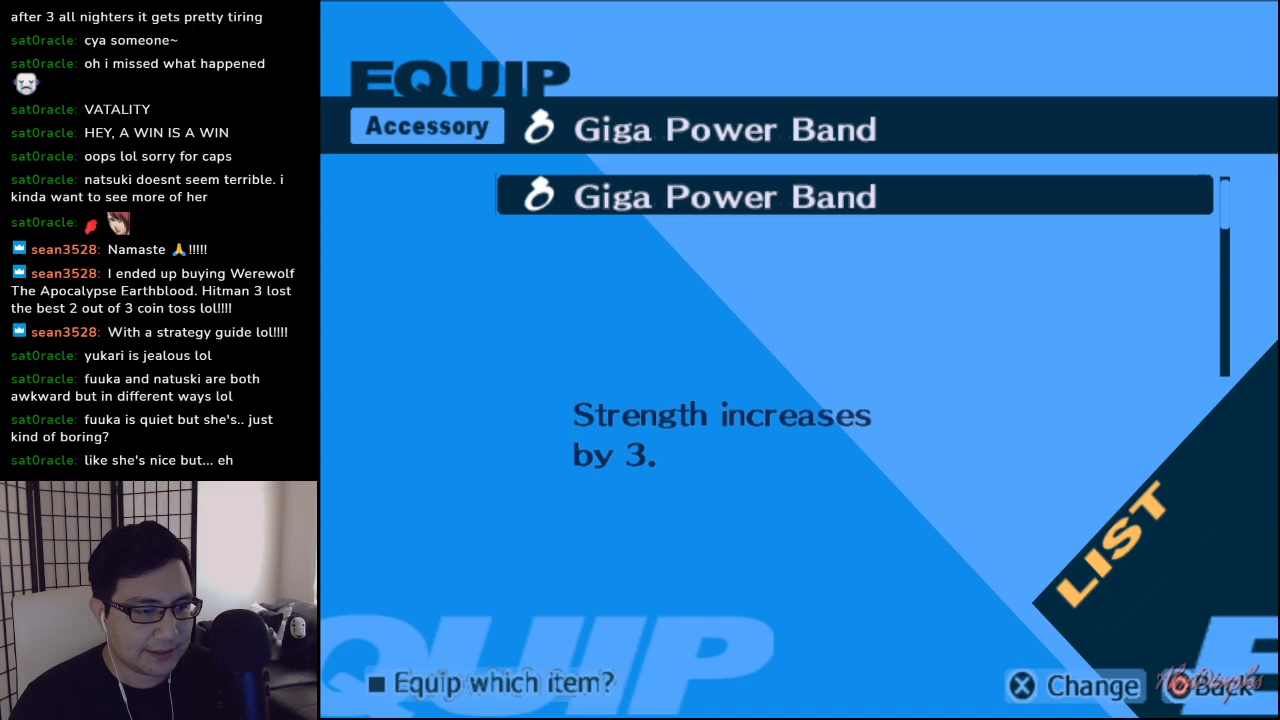 after 3 all nighters it gets pretty tiring
sat0racle: cya someone~
sat0racle: oh i missed what happened
sat0racle: VATALITY
sat0racle: HEY, A WIN IS A WIN
sat0racle: oops lol sorry for caps
sat0racle: natsuki doesnt seem terrible. i
kinda want to see more of her
sat0racle:
sean3528: Namaste 🙏!!!!!
sean3528: I ended up buying Werewolf
The Apocalypse Earthblood. Hitman 3 lost
the best 2 out of 3 coin toss lol!!!!
sean3528: With a strategy guide lol!!!!
sat0racle: yukari is jealous lol
sat0racle: fuuka and natuski are both
awkward but in different ways lol
sat0racle: fuuka is quiet but she's.. just
kind of boring?
sat0racle: like she's nice but... eh
EQUIP
Accessory Giga Power Band
Giga Power Band
Strength increases
by 3.
LIST
EQUIP
Equip which item?
Change
Back